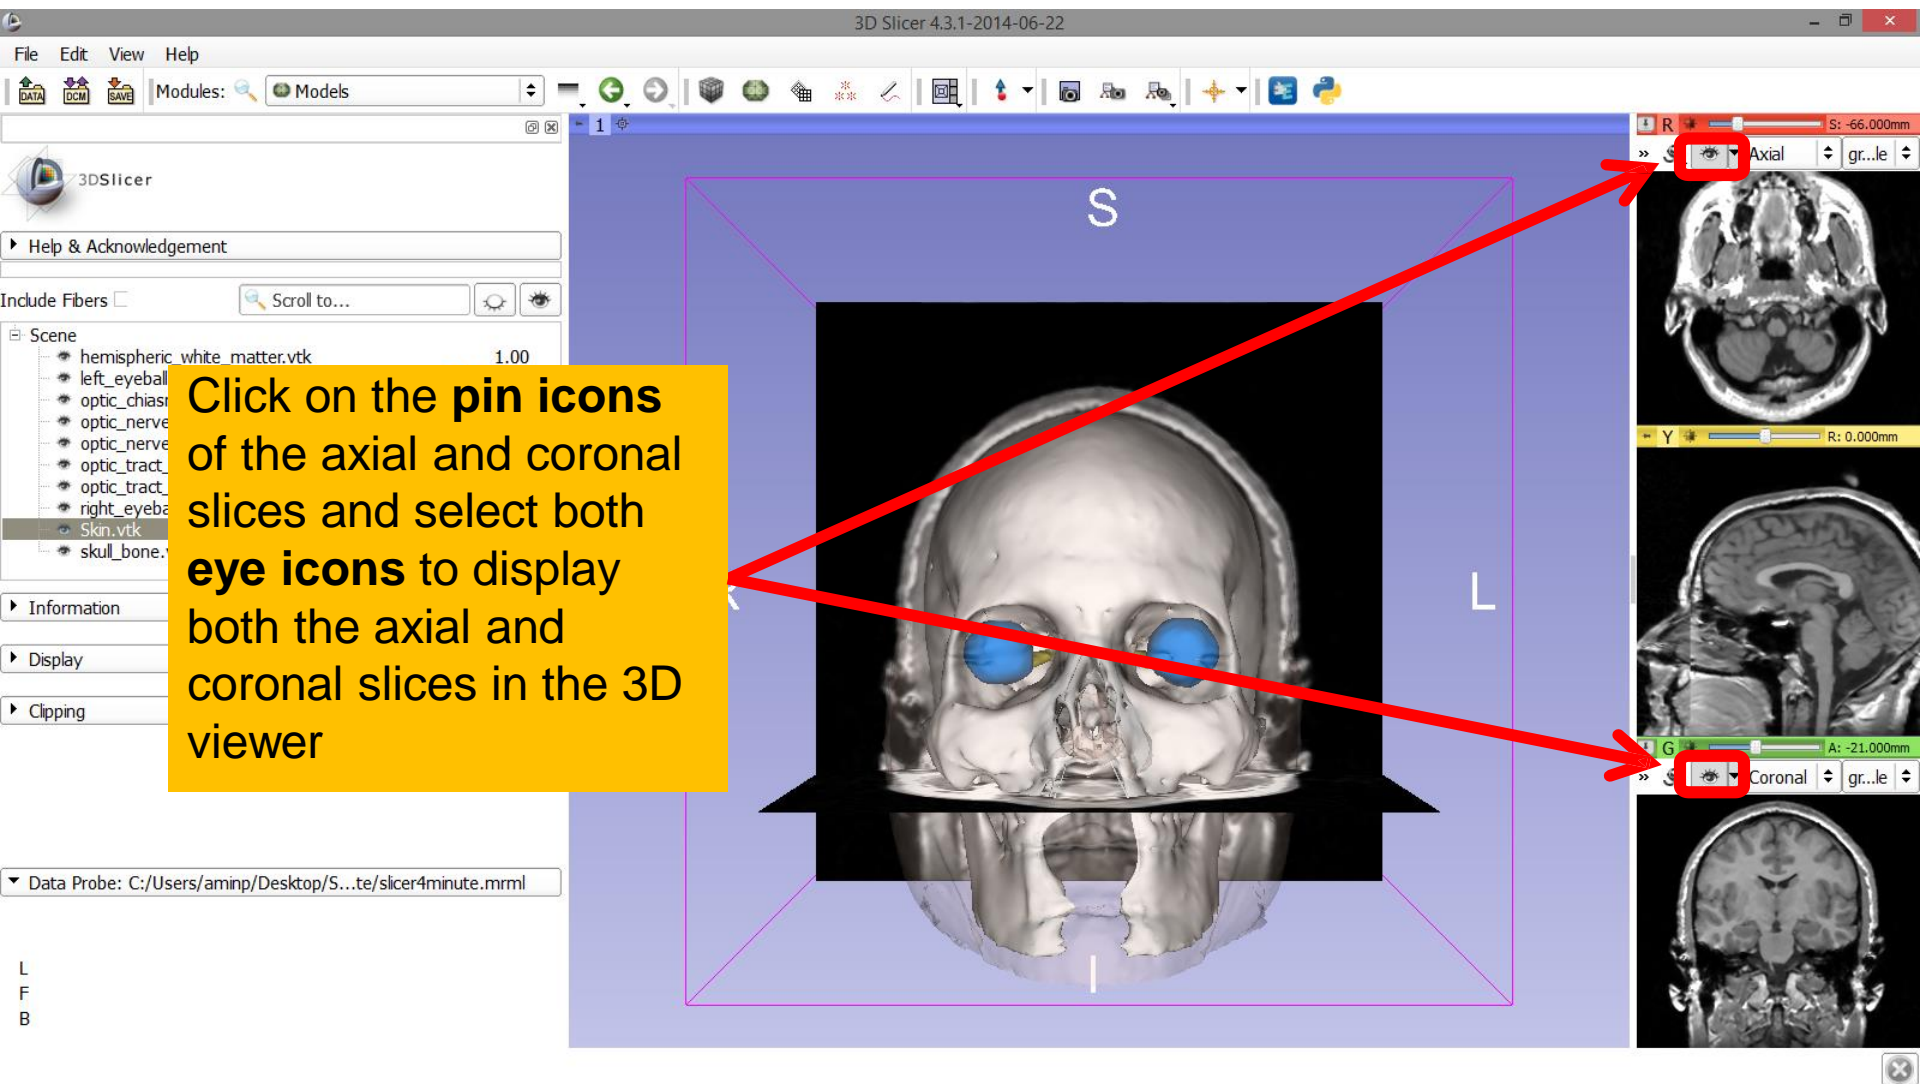 3D Slicer 4.3.1-2014-06-22
File Edit View Help
DATA DCM SAVE Modules: Models
1
R S: -66.000mm
Axial gr...le
3DSlicer
S
Help & Acknowledgement
Include Fibers Scroll to...
Scene
hemispheric_white_matter.vtk 1.00
left_eyeball
optic_chias
optic_nerve
optic_nerve
optic_tract_
optic_tract_
right_eyeba
Skin.vtk
skull_bone.
Click on the pin icons
of the axial and coronal
slices and select both
eye icons to display
both the axial and
coronal slices in the 3D
viewer
Y R: 0.000mm
L
Information
Display
Clipping
G A: -21.000mm
Coronal gr...le
Data Probe: C:/Users/aminp/Desktop/S...te/slicer4minute.mrml
I
L
F
B